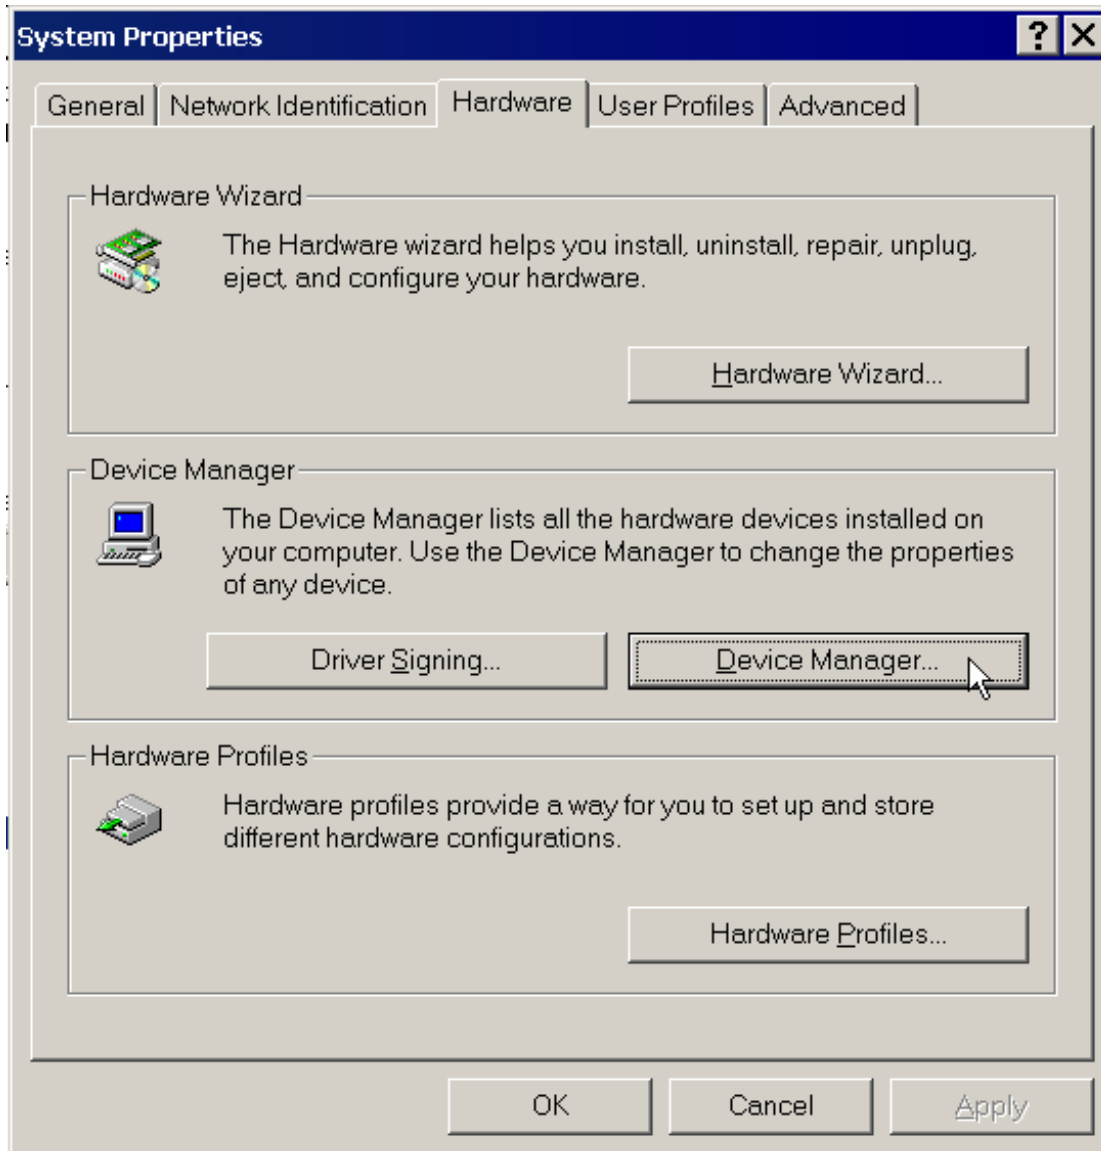 System Properties
General
Network Identification
Hardware
User Profiles
Advanced
Hardware Wizard
The Hardware wizard helps you install, uninstall, repair, unplug,
eject, and configure your hardware.
Hardware Wizard...
Device Manager
The Device Manager lists all the hardware devices installed on
your computer. Use the Device Manager to change the properties
of any device.
Driver Signing...
Device Manager...
Hardware Profiles
Hardware profiles provide a way for you to set up and store
different hardware configurations.
Hardware Profiles...
OK
Cancel
Apply